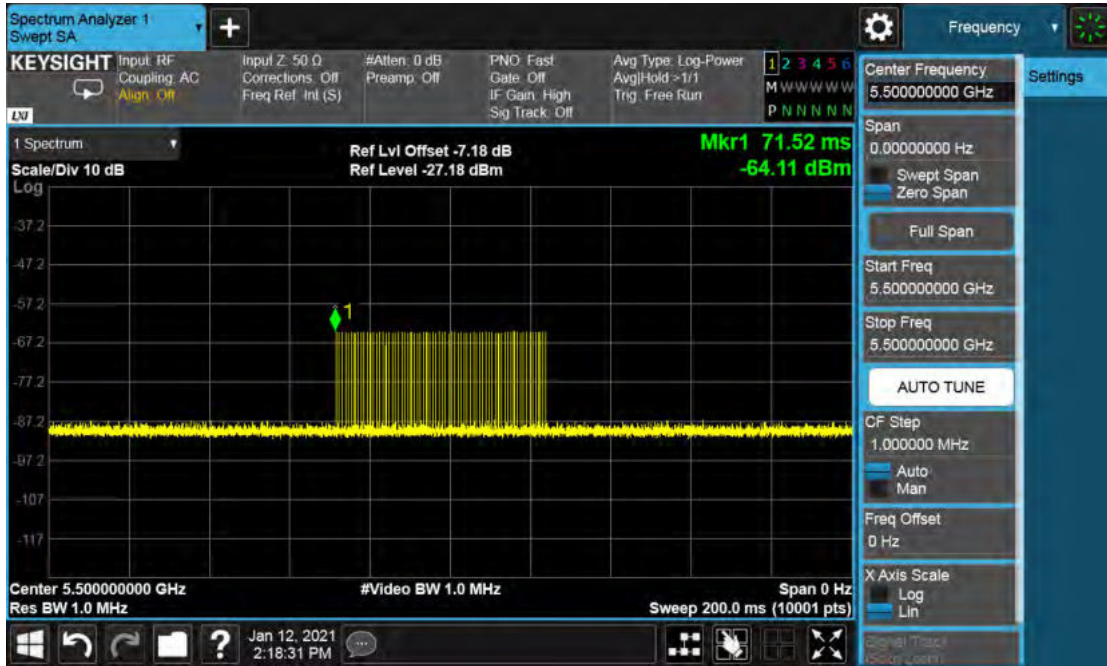 Spectrum Analyzer 1
Swept SA
+
Frequency
KEYSIGHT
Input: RF
Coupling: AC
Align: Off
Input Z: 50 Ω
Corrections: Off
Freq Ref: Int (S)
#Atten: 0 dB
Preamp: Off
PNO: Fast
Gate: Off
IF Gain: High
Sig Track: Off
Avg Type: Log-Power
Avg|Hold:>1/1
Trig: Free Run
1 2 3 4 5 6
M W W W W W
P N N N N N
LXI
Center Frequency
5.500000000 GHz
Settings
Span
0.00000000 Hz
Swept Span
Zero Span
Full Span
Start Freq
5.500000000 GHz
Stop Freq
5.500000000 GHz
AUTO TUNE
CF Step
1.000000 MHz
Auto
Man
Freq Offset
0 Hz
X Axis Scale
Log
Lin
Signal Track
(Span Zoom)
1 Spectrum
Scale/Div 10 dB
Log
Ref Lvl Offset -7.18 dB
Ref Level -27.18 dBm
Mkr1 71.52 ms
-64.11 dBm
-37.2
-47.2
-57.2
-67.2
-77.2
-87.2
-97.2
-107
-117
1
Center 5.500000000 GHz
Res BW 1.0 MHz
#Video BW 1.0 MHz
Span 0 Hz
Sweep 200.0 ms (10001 pts)
?
Jan 12, 2021
2:18:31 PM